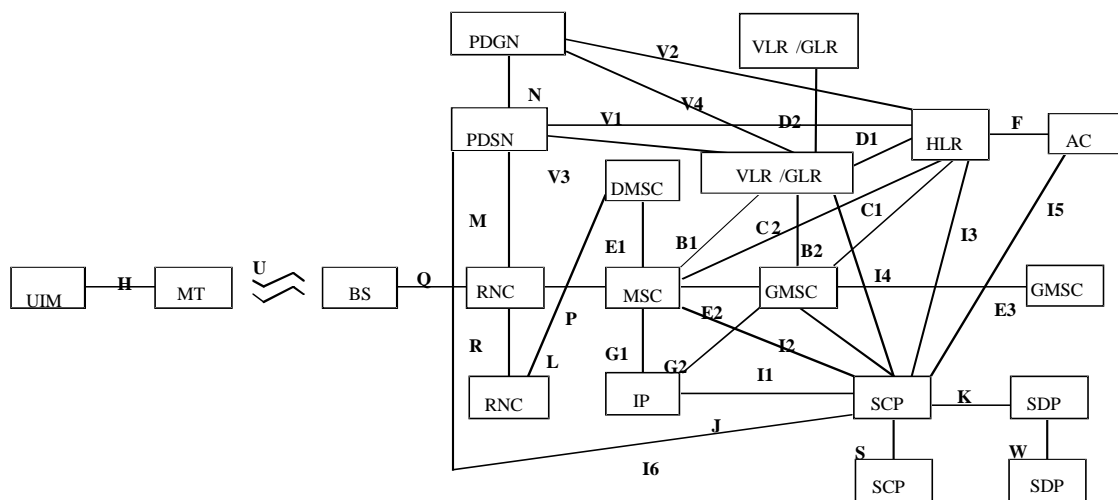 PDGN
VLR /GLR
V2
N
V4
V1
D2
F
PDSN
D1
HLR
AC
V3
VLR /GLR
DMSC
M
C2
C1
I5
E1
B1
B2
I3
U
H
Q
I4
UIM
MT
BS
RNC
MSC
GMSC
GMSC
P
E2
E3
R
L
G1
G2
I2
I1
RNC
IP
SCP
K
SDP
J
I6
S
W
SCP
SDP